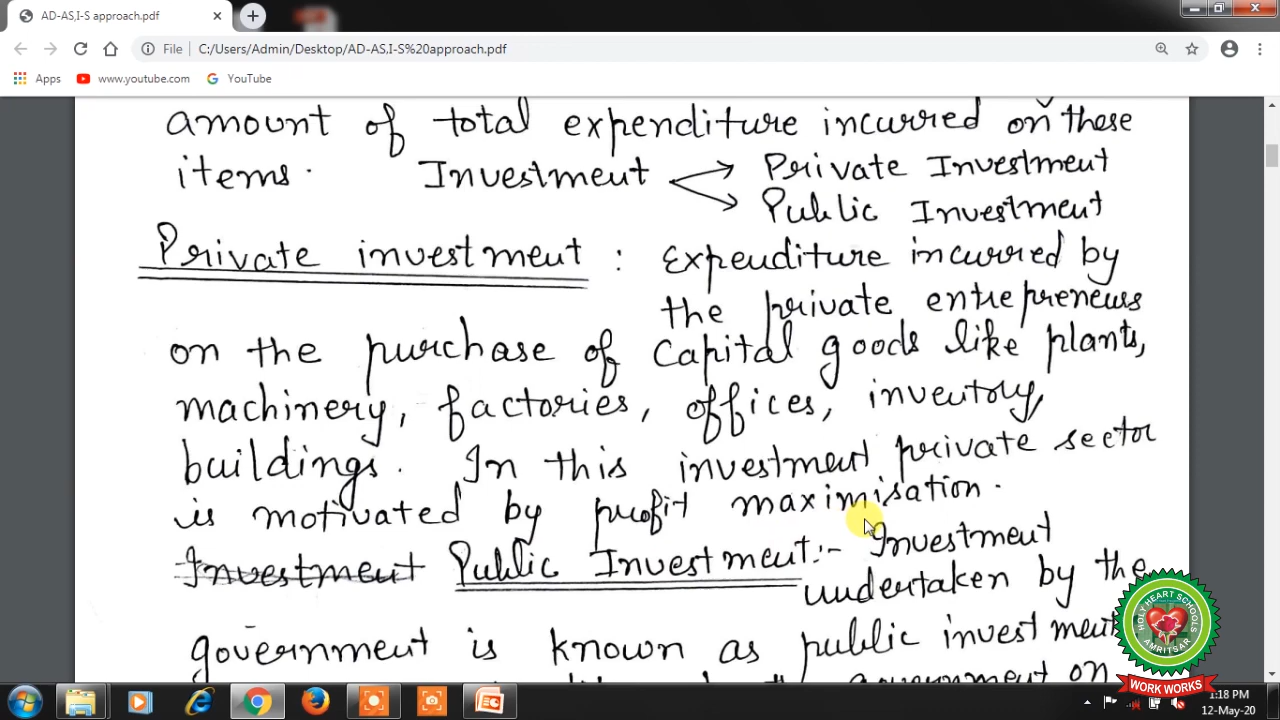 AD-AS,I-S approach.pdf
File C:/Users/Admin/Desktop/AD-AS,I-S%20approach.pdf
Apps www.youtube.com YouTube
amount of total expenditure incurred on these
items. Investment Private Investment
Public Investment
Private investment : Expenditure incurred by
the private entrepreneurs
on the purchase of Capital goods like plants,
machinery, factories, offices, inventory,
buildings. In this investment private sector
is motivated by profit maximisation.
Investment Public Investment:- Investment
undertaken by the
government is known as public investment
government on
HOLY HEART SCHOOLS
AMRITSAR
WORK WORKS
1:18 PM
12-May-20